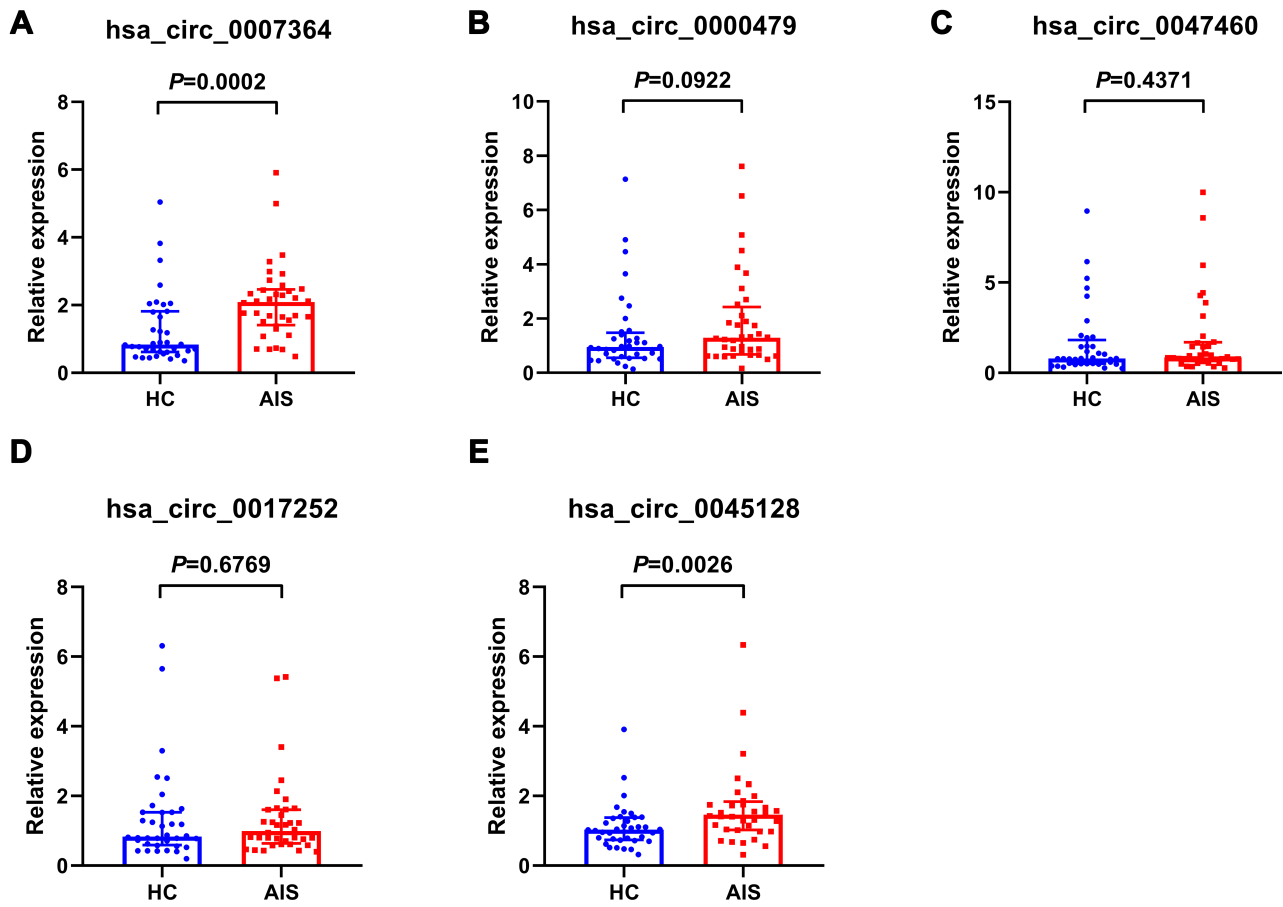 A
hsa_circ_0007364
P=0.0002
Relative expression
8
6
4
2
0
HC
AIS
B
hsa_circ_0000479
P=0.0922
Relative expression
10
8
6
4
2
0
HC
AIS
C
hsa_circ_0047460
P=0.4371
Relative expression
15
10
5
0
HC
AIS
D
hsa_circ_0017252
P=0.6769
Relative expression
8
6
4
2
0
HC
AIS
E
hsa_circ_0045128
P=0.0026
Relative expression
8
6
4
2
0
HC
AIS